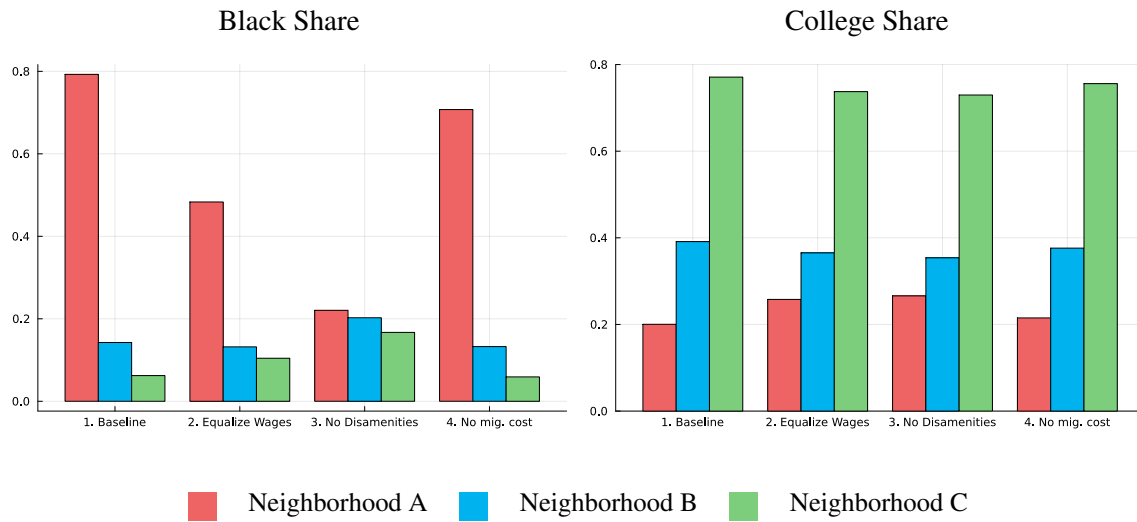 Black Share
College Share
0.8
0.6
0.4
0.2
0.0
1. Baseline
2. Equalize Wages
3. No Disamenities
4. No mig. cost
0.8
0.6
0.4
0.2
0.0
1. Baseline
2. Equalize Wages
3. No Disamenities
4. No mig. cost
Neighborhood A
Neighborhood B
Neighborhood C